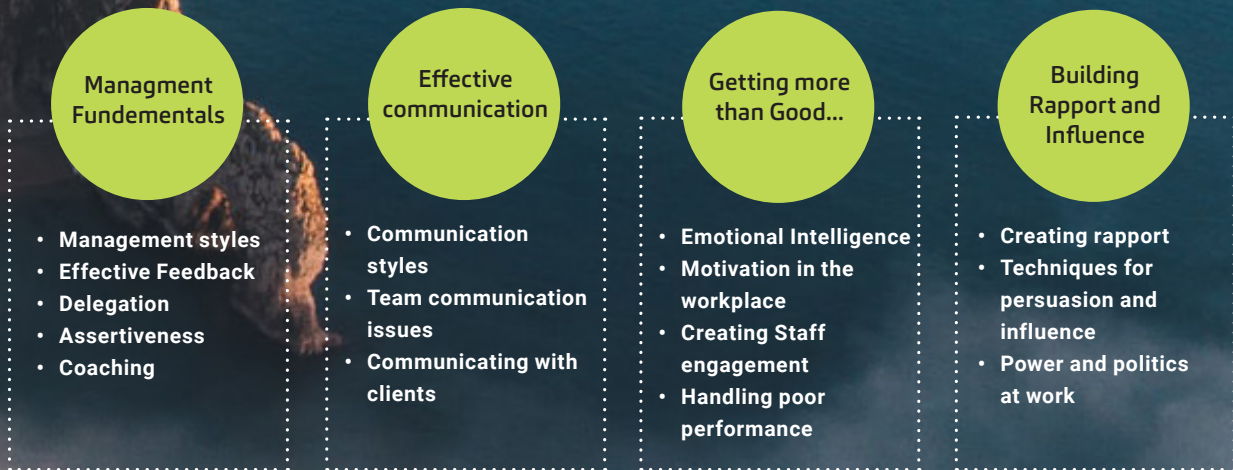 Managment
Fundementals
• Management styles
• Effective Feedback
• Delegation
• Assertiveness
• Coaching
Effective
communication
• Communication
styles
• Team communication
issues
• Communicating with
clients
Getting more
than Good...
• Emotional Intelligence
• Motivation in the
workplace
• Creating Staff
engagement
• Handling poor
performance
Building
Rapport and
Influence
• Creating rapport
• Techniques for
persuasion and
influence
• Power and politics
at work